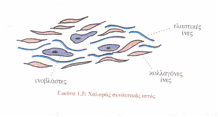 ελαστικές
ίνες
ινοβλάστες
κολλαγόνες
ίνες
Εικόνα 1.5: Χαλαρός συνδετικός ιστός